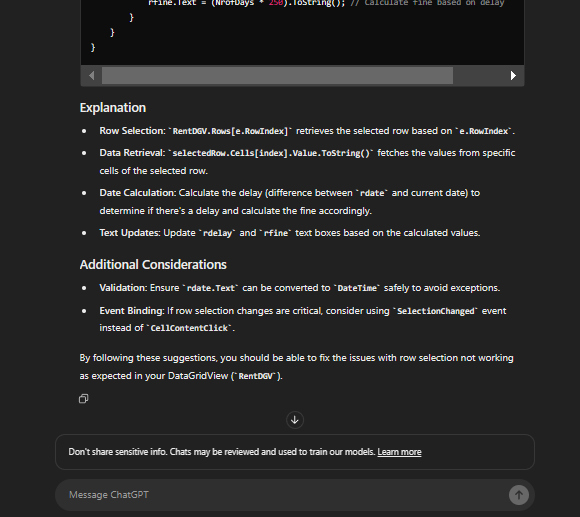 rfine.Text = (NrofDays * 250).ToString(); // Calculate fine based on delay
}
}
}
Explanation
• Row Selection: `RentDGV.Rows[e.RowIndex]` retrieves the selected row based on `e.RowIndex`.
• Data Retrieval: `selectedRow.Cells[index].Value.ToString()` fetches the values from specific
cells of the selected row.
• Date Calculation: Calculate the delay (difference between `rdate` and current date) to
determine if there's a delay and calculate the fine accordingly.
• Text Updates: Update `rdelay` and `rfine` text boxes based on the calculated values.
Additional Considerations
• Validation: Ensure `rdate.Text` can be converted to `DateTime` safely to avoid exceptions.
• Event Binding: If row selection changes are critical, consider using `SelectionChanged` event
instead of `CellContentClick`.
By following these suggestions, you should be able to fix the issues with row selection not working
as expected in your DataGridView (`RentDGV`).
Don't share sensitive info. Chats may be reviewed and used to train our models. Learn more
Message ChatGPT